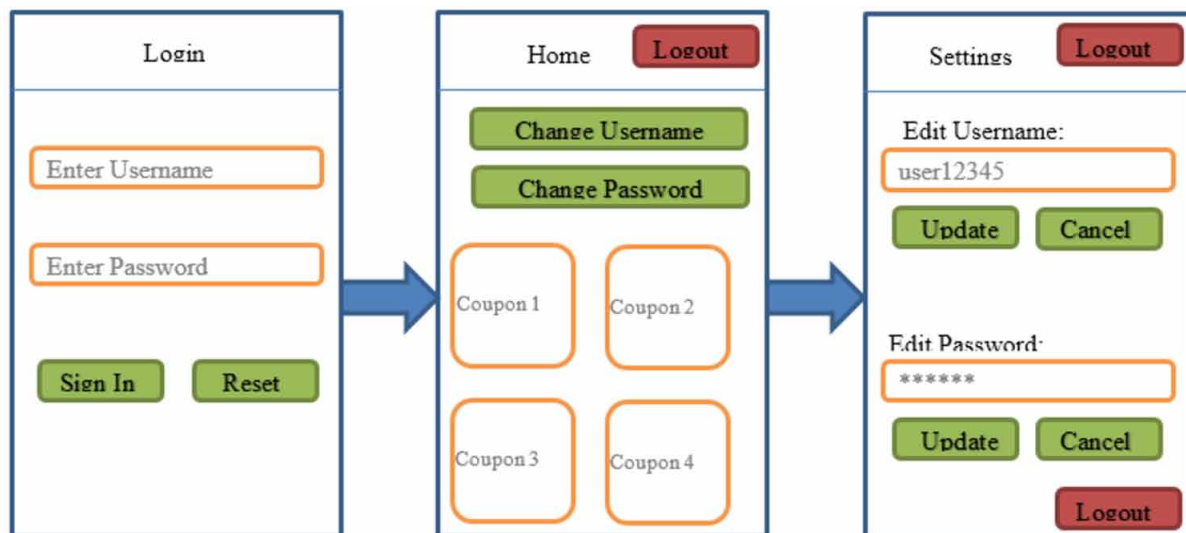 Login
Enter Username
Enter Password
Sign In
Reset
Home
Logout
Change Username
Change Password
Coupon 1
Coupon 2
Coupon 3
Coupon 4
Settings
Logout
Edit Username:
user12345
Update
Cancel
Edit Password:
******
Update
Cancel
Logout